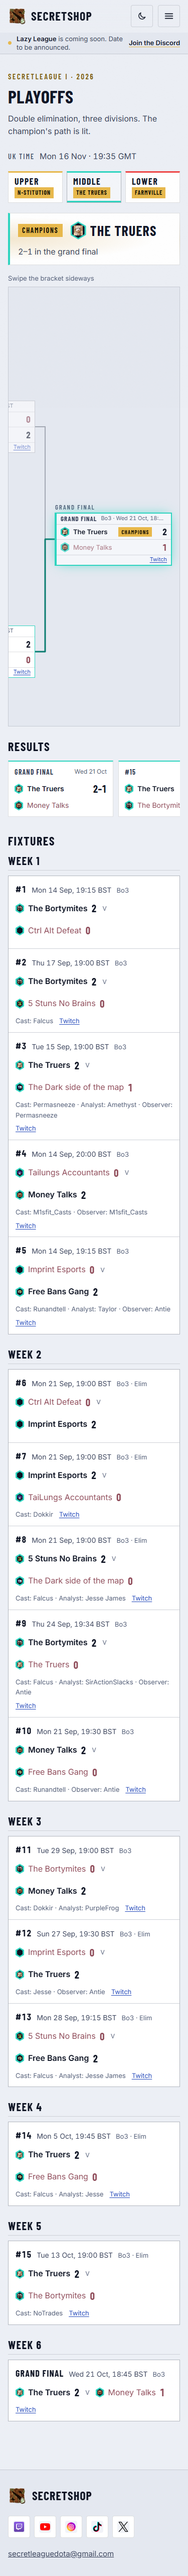 SECRETSHOP
Lazy League is coming soon. Date to be announced.
Join the Discord
SECRETLEAGUE I · 2026
PLAYOFFS
Double elimination, three divisions. The champion's path is lit.
UK TIME Mon 16 Nov · 19:35 GMT
UPPER
N-STITUTION
MIDDLE
THE TRUERS
LOWER
FARMVILLE
CHAMPIONS THE TRUERS
2–1 in the grand final
Swipe the bracket sideways
0
2
Twitch
GRAND FINAL
GRAND FINAL Bo3 · Wed 21 Oct, 18:...
The Truers CHAMPIONS 2
Money Talks 1
Twitch
2
0
Twitch
RESULTS
GRAND FINAL Wed 21 Oct
The Truers 2–1
Money Talks
#15
The Truers
The Bortymit
FIXTURES
WEEK 1
#1 Mon 14 Sep, 19:15 BST Bo3
The Bortymites 2 V
Ctrl Alt Defeat 0
#2 Thu 17 Sep, 19:00 BST Bo3
The Bortymites 2 V
5 Stuns No Brains 0
Cast: Falcus Twitch
#3 Tue 15 Sep, 19:00 BST Bo3
The Truers 2 V
The Dark side of the map 1
Cast: Permasneeze · Analyst: Amethyst · Observer: Permasneeze
Twitch
#4 Mon 14 Sep, 20:00 BST Bo3
Tailungs Accountants 0 V
Money Talks 2
Cast: M1sfit_Casts · Observer: M1sfit_Casts
Twitch
#5 Mon 14 Sep, 19:15 BST Bo3
Imprint Esports 0 V
Free Bans Gang 2
Cast: Runandtell · Analyst: Taylor · Observer: Antie
Twitch
WEEK 2
#6 Mon 21 Sep, 19:00 BST Bo3 · Elim
Ctrl Alt Defeat 0 V
Imprint Esports 2
#7 Mon 21 Sep, 19:00 BST Bo3 · Elim
Imprint Esports 2 V
TaiLungs Accountants 0
Cast: Dokkir Twitch
#8 Mon 21 Sep, 19:00 BST Bo3 · Elim
5 Stuns No Brains 2 V
The Dark side of the map 0
Cast: Falcus · Analyst: Jesse James Twitch
#9 Thu 24 Sep, 19:34 BST Bo3
The Bortymites 2 V
The Truers 0
Cast: Falcus · Analyst: SirActionSlacks · Observer: Antie
Twitch
#10 Mon 21 Sep, 19:30 BST Bo3
Money Talks 2 V
Free Bans Gang 0
Cast: Runandtell · Observer: Antie Twitch
WEEK 3
#11 Tue 29 Sep, 19:00 BST Bo3
The Bortymites 0 V
Money Talks 2
Cast: Dokkir · Analyst: PurpleFrog Twitch
#12 Sun 27 Sep, 19:30 BST Bo3 · Elim
Imprint Esports 0 V
The Truers 2
Cast: Jesse · Observer: Antie Twitch
#13 Mon 28 Sep, 19:15 BST Bo3 · Elim
5 Stuns No Brains 0 V
Free Bans Gang 2
Cast: Falcus · Analyst: Jesse James Twitch
WEEK 4
#14 Mon 5 Oct, 19:45 BST Bo3 · Elim
The Truers 2 V
Free Bans Gang 0
Cast: Falcus · Analyst: Jesse Twitch
WEEK 5
#15 Tue 13 Oct, 19:00 BST Bo3 · Elim
The Truers 2 V
The Bortymites 0
Cast: NoTrades Twitch
WEEK 6
GRAND FINAL Wed 21 Oct, 18:45 BST Bo3
The Truers 2 V Money Talks 1
Twitch
SECRETSHOP
secretleaguedota@gmail.com